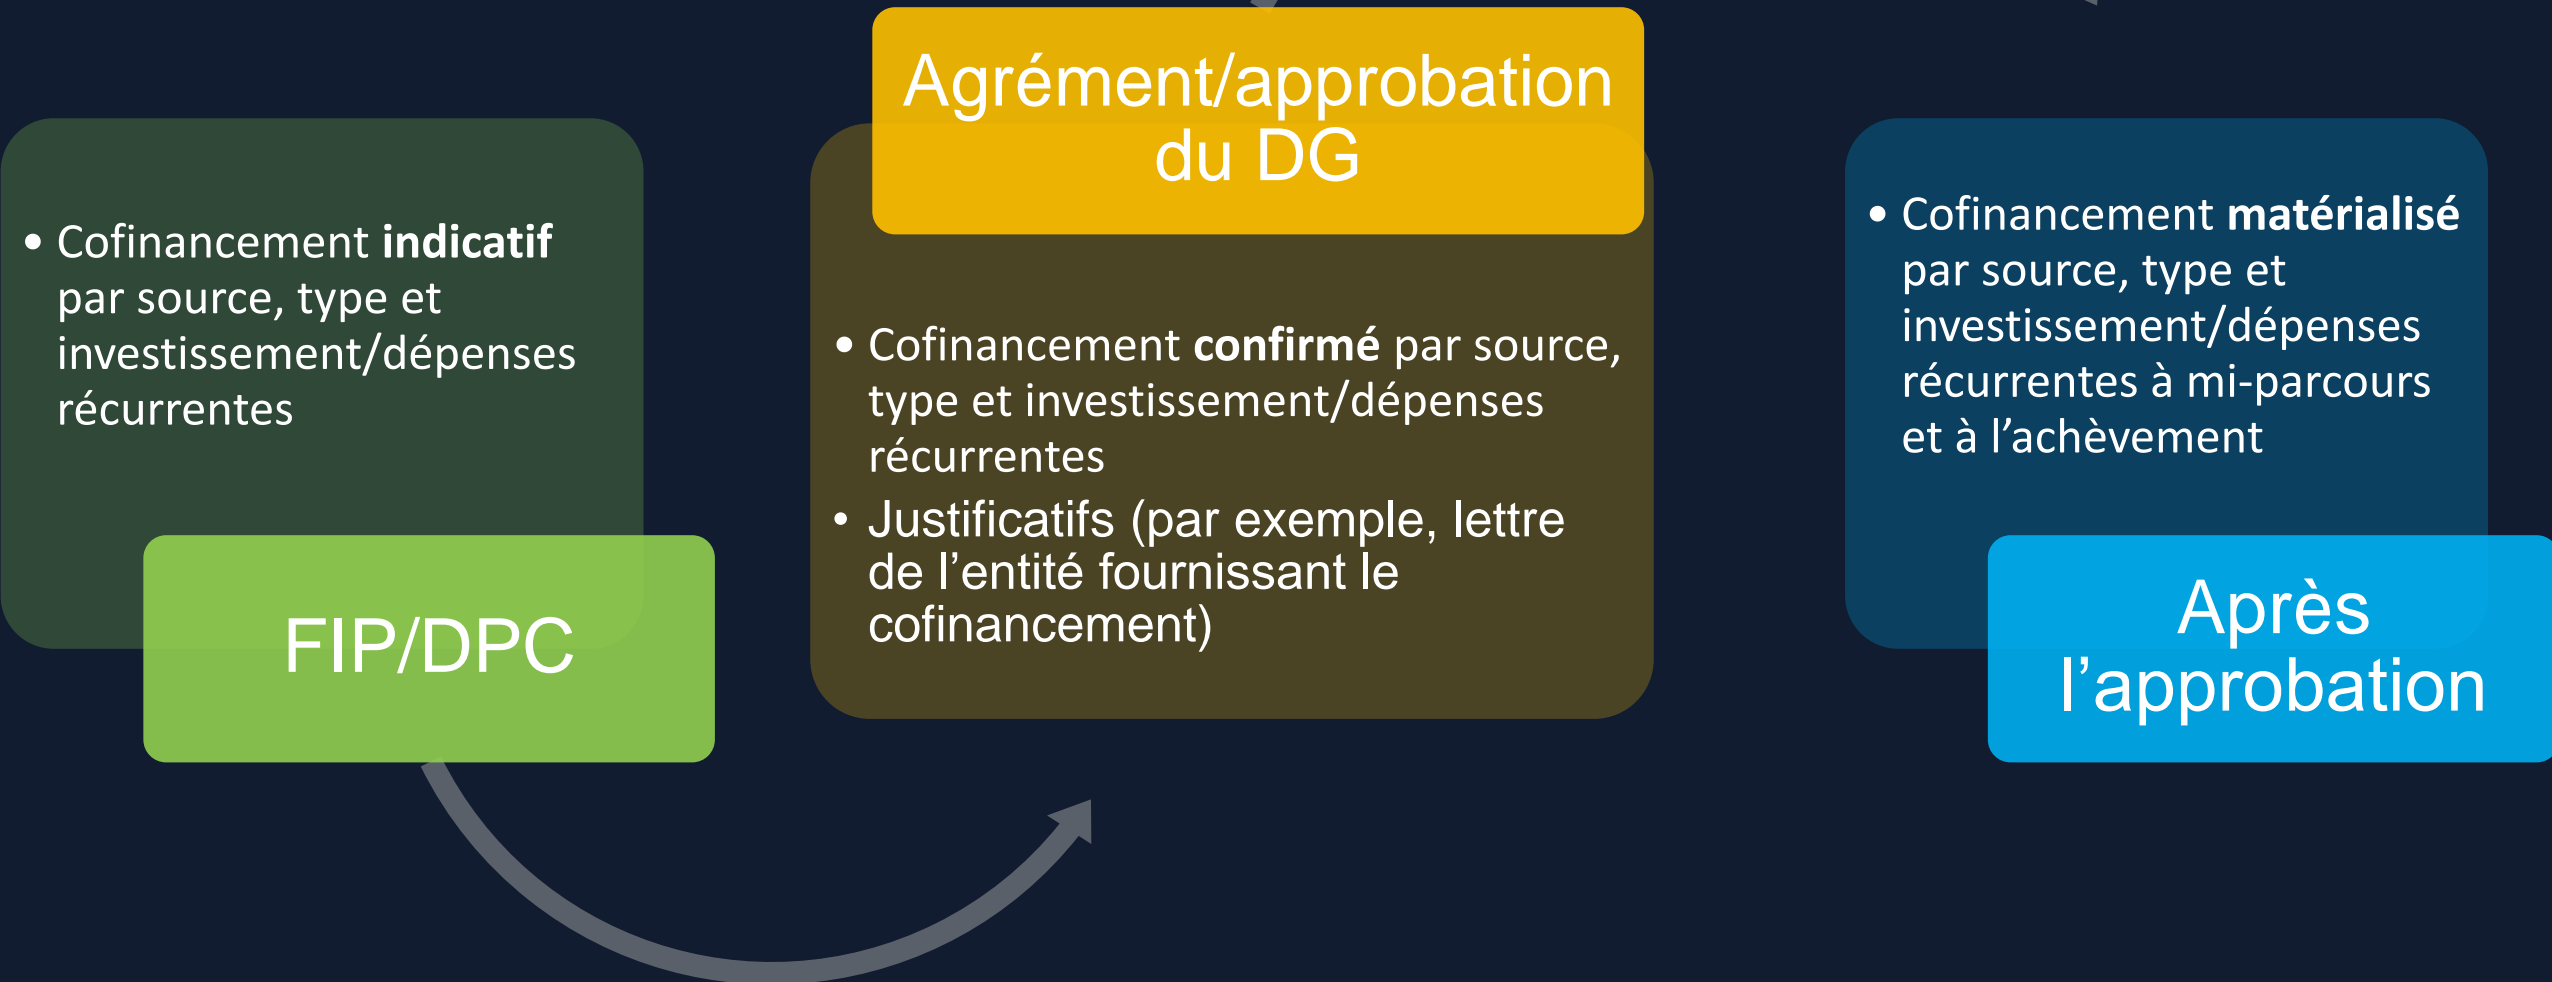 • Cofinancement indicatif
par source, type et
investissement/dépenses
récurrentes
FIP/DPC
Agrément/approbation
du DG
• Cofinancement confirmé par source,
type et investissement/dépenses
récurrentes
• Justificatifs (par exemple, lettre
de l’entité fournissant le
cofinancement)
• Cofinancement matérialisé
par source, type et
investissement/dépenses
récurrentes à mi-parcours
et à l’achèvement
Après
l’approbation